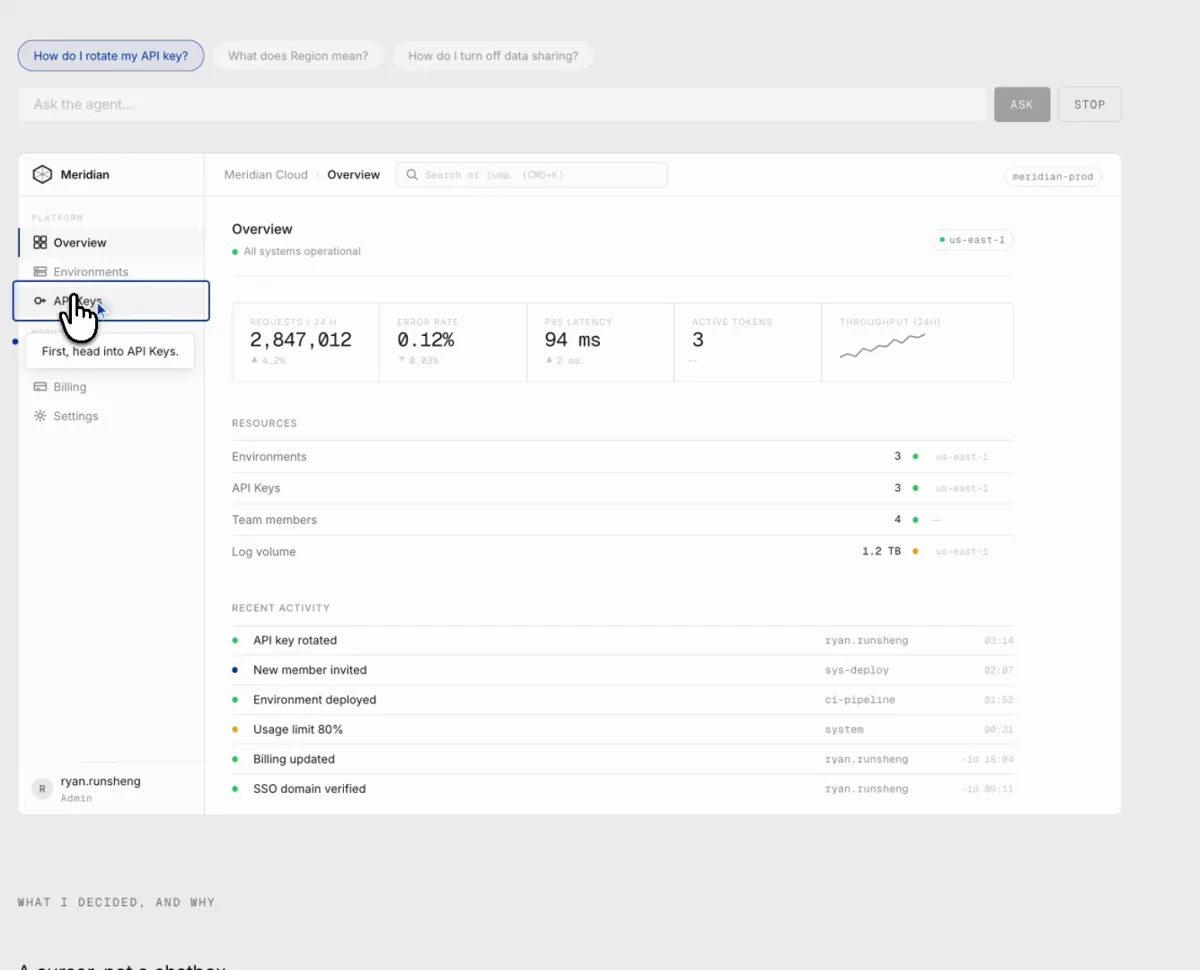 How do I rotate my API key? What does Region mean? How do I turn off data sharing?
Ask the agent... ASK STOP
Meridian
Meridian Cloud › Overview Search or jump. (CMD+K) meridian-prod
PLATFORM
Overview
Environments
API Keys
First, head into API Keys.
Billing
Settings
ryan.runsheng
R
Admin
Overview
All systems operational
us-east-1
REQUESTS / 24 H
2,847,012
▲ 4.2%
ERROR RATE
0.12%
▼ 0.03%
P95 LATENCY
94 ms
▲ 2 ms
ACTIVE TOKENS
3
--
THROUGHPUT (24H)
RESOURCES
Environments 3 us-east-1
API Keys 3 us-east-1
Team members 4 —
Log volume 1.2 TB us-east-1
RECENT ACTIVITY
API key rotated ryan.runsheng 03:14
New member invited sys-deploy 02:07
Environment deployed ci-pipeline 01:52
Usage limit 80% system 00:31
Billing updated ryan.runsheng -1d 18:04
SSO domain verified ryan.runsheng -1d 09:11
WHAT I DECIDED, AND WHY
A cursor, not a chatbox